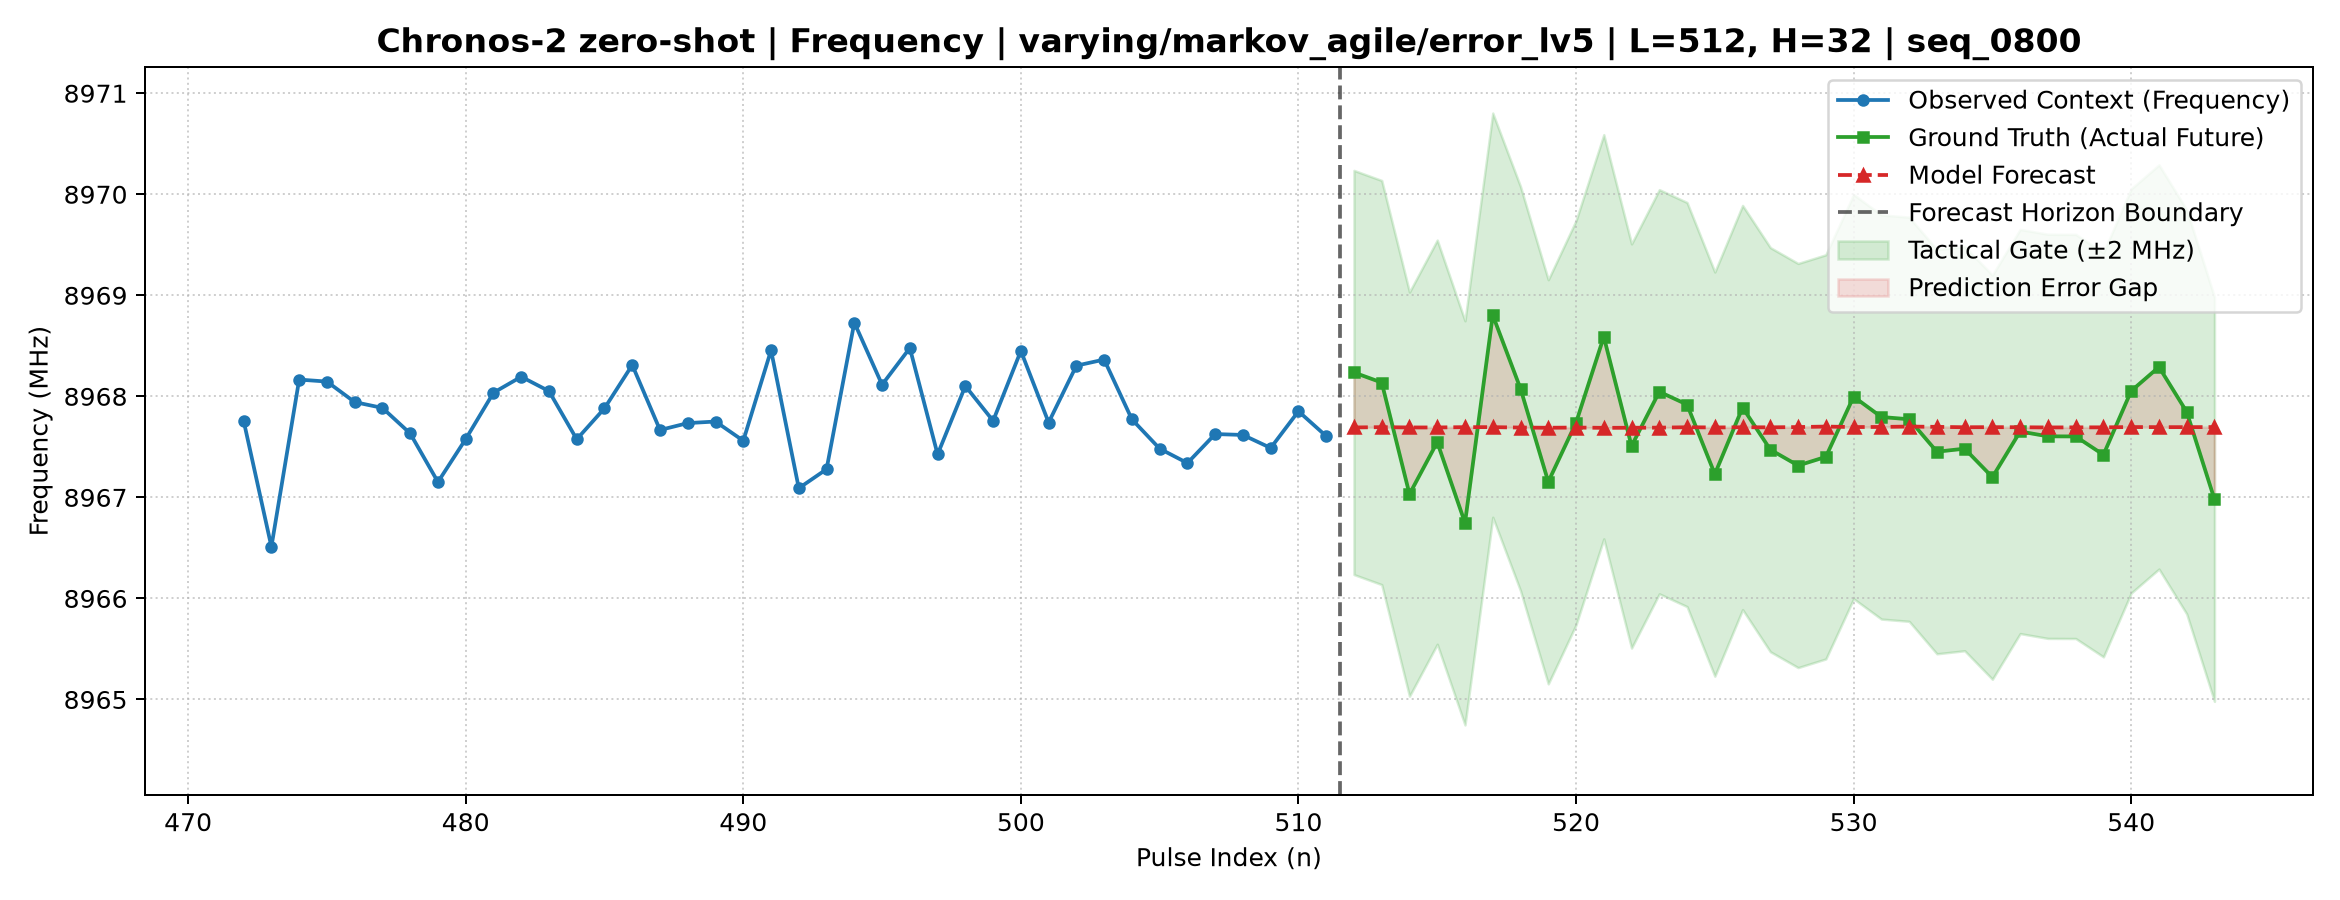 Chronos-2 zero-shot | Frequency | varying/markov_agile/error_lv5 | L=512, H=32 | seq_0800
Frequency (MHz)
8971
8970
8969
8968
8967
8966
8965
Observed Context (Frequency)
Ground Truth (Actual Future)
Model Forecast
Forecast Horizon Boundary
Tactical Gate (±2 MHz)
Prediction Error Gap
470 480 490 500 510 520 530 540
Pulse Index (n)